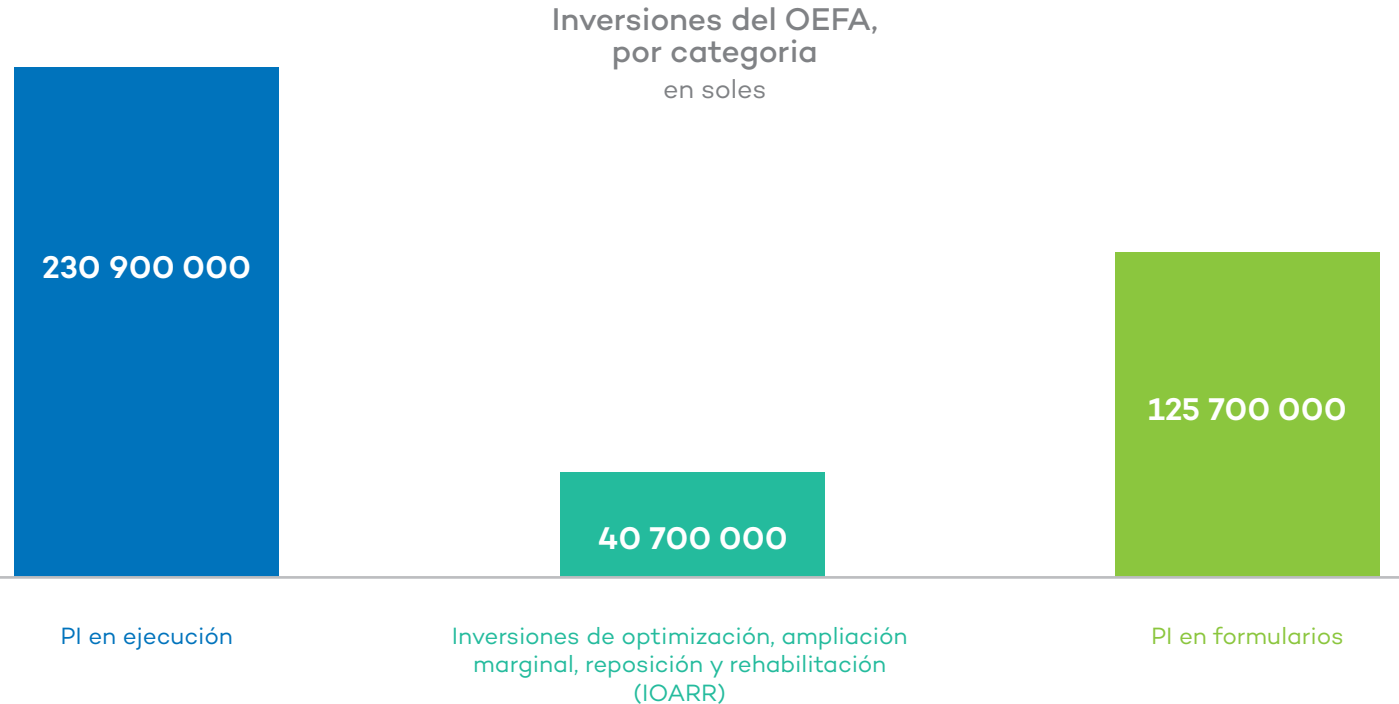 Inversiones del OEFA,
por categoria
en soles
230 900 000
40 700 000
125 700 000
PI en ejecución
Inversiones de optimización, ampliación
marginal, reposición y rehabilitación
(IOARR)
PI en formularios